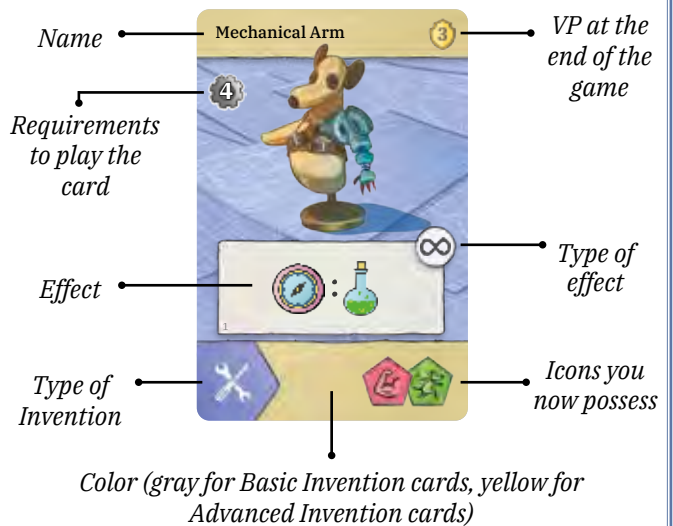 Name
Mechanical Arm
3
VP at the
end of the
game
4
Requirements
to play the
card
Effect
:
∞
Type of
effect
1
Type of
Invention
Icons you
now possess
Color (gray for Basic Invention cards, yellow for
Advanced Invention cards)